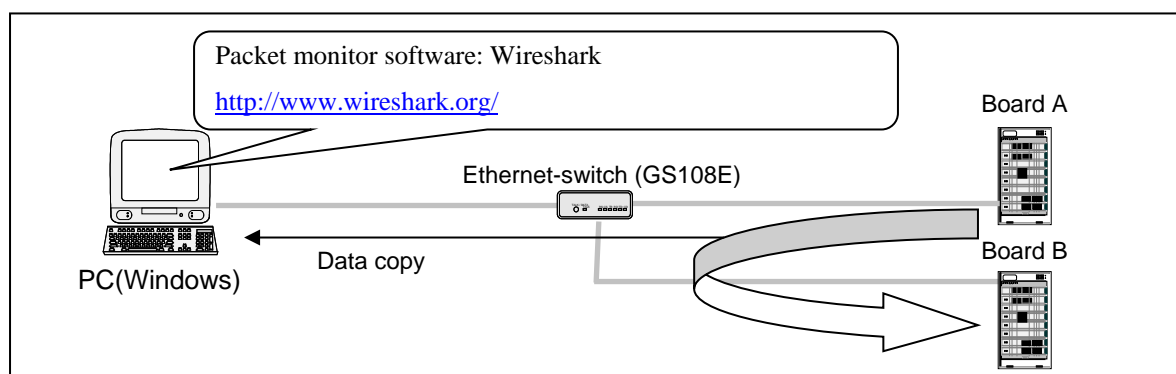 Packet monitor software: Wireshark
http://www.wireshark.org/
Board A
Ethernet-switch (GS108E)
Data copy
Board B
PC(Windows)